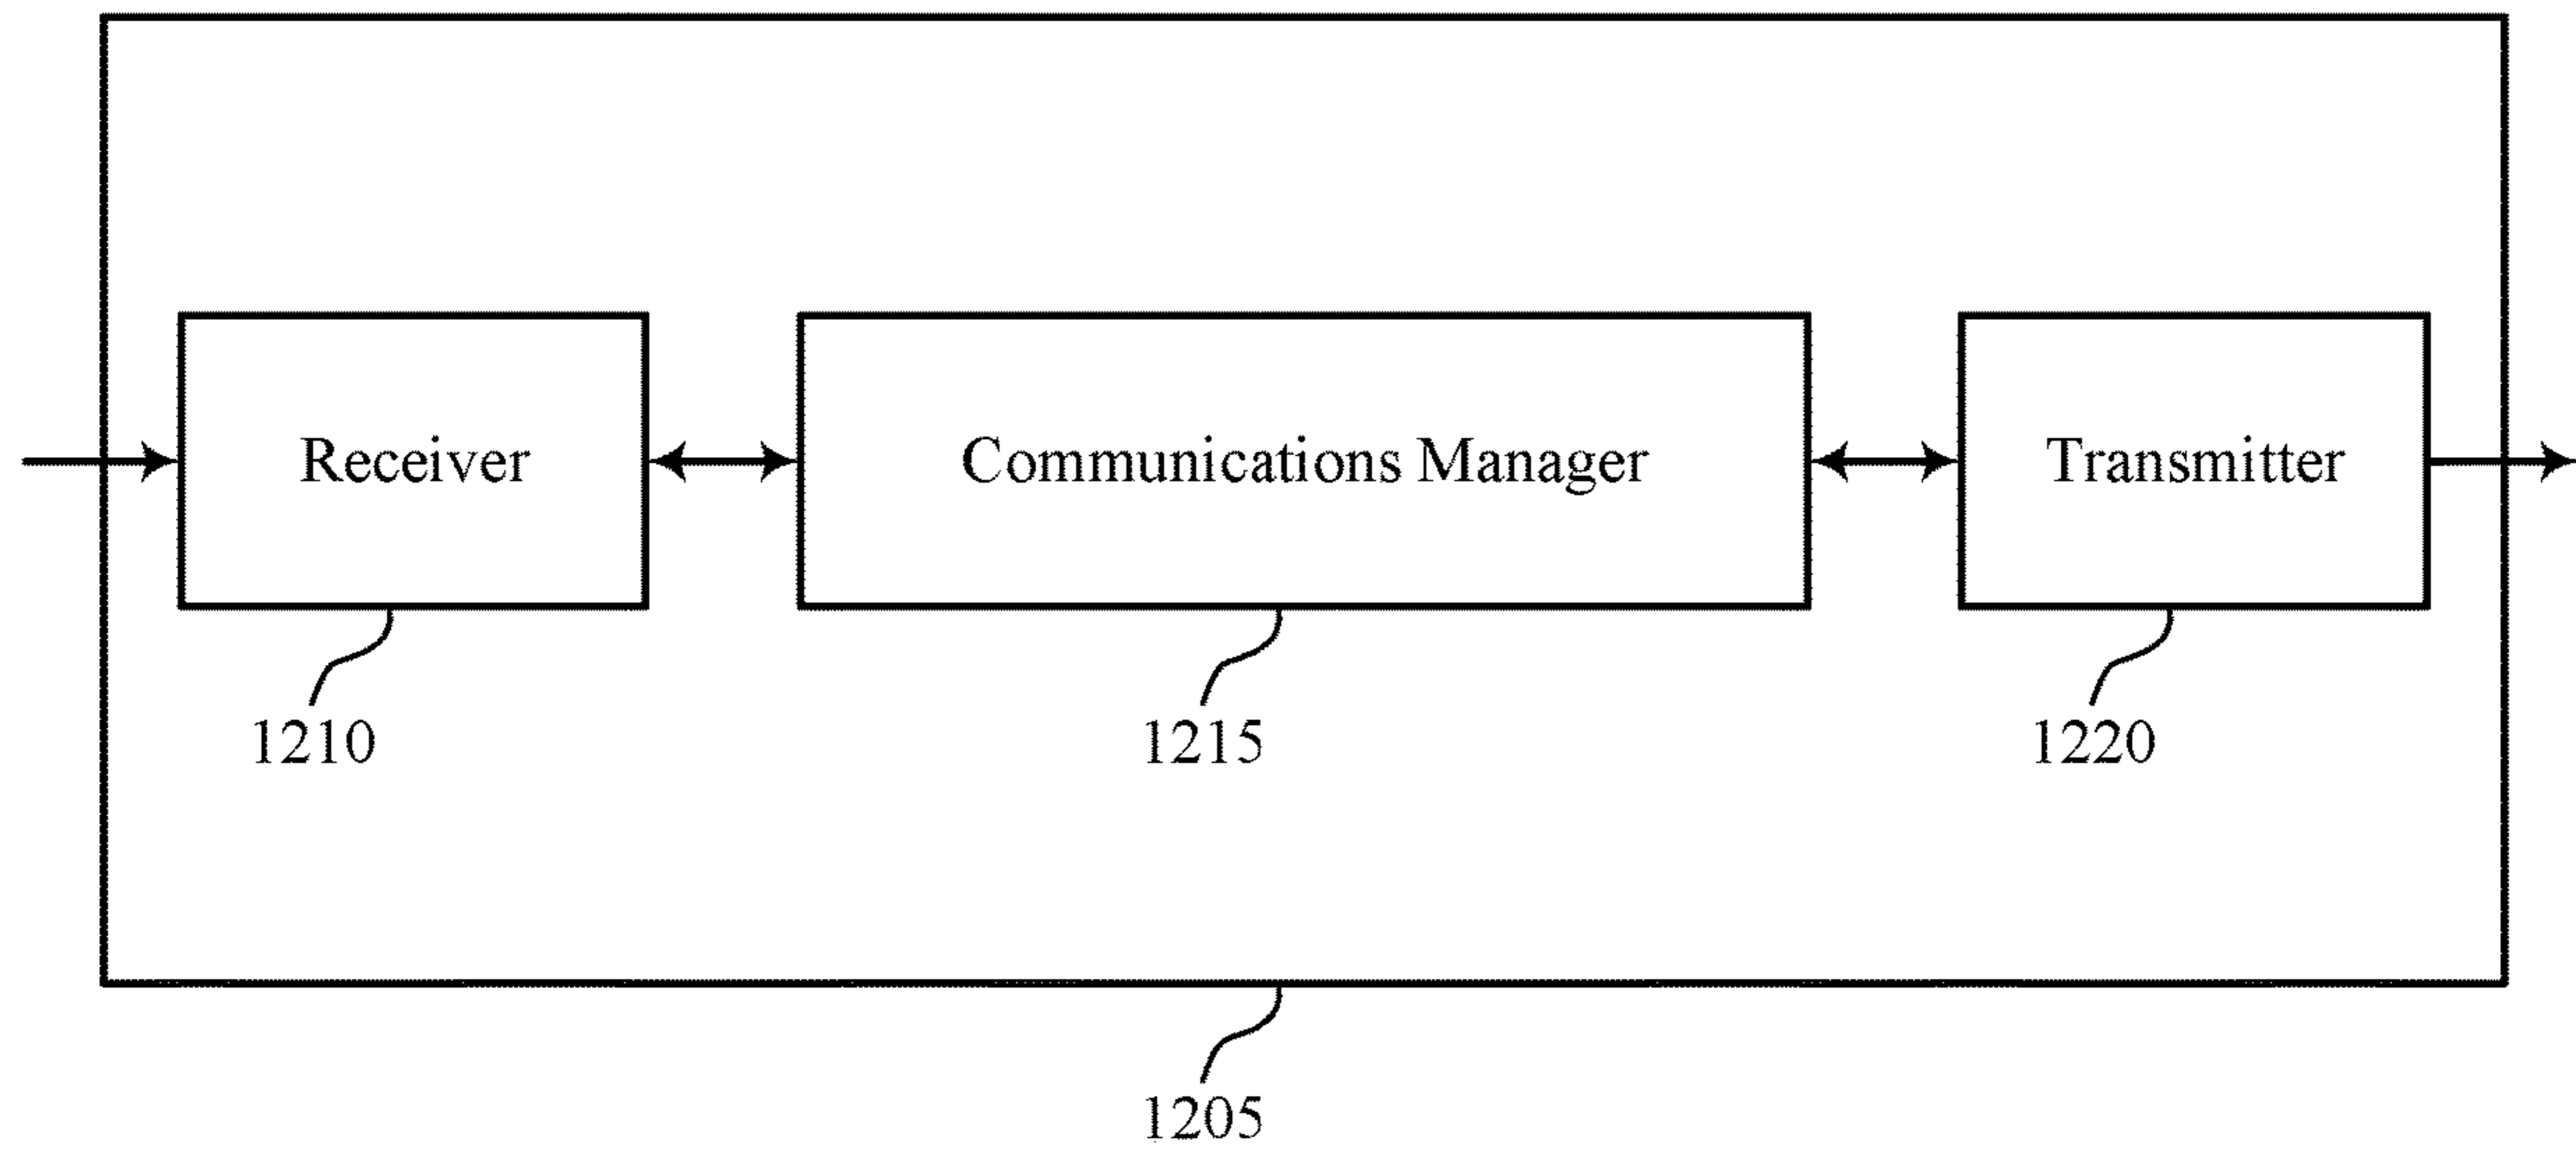 Receiver
Communications Manager
Transmitter
1210
1215
1220
1205